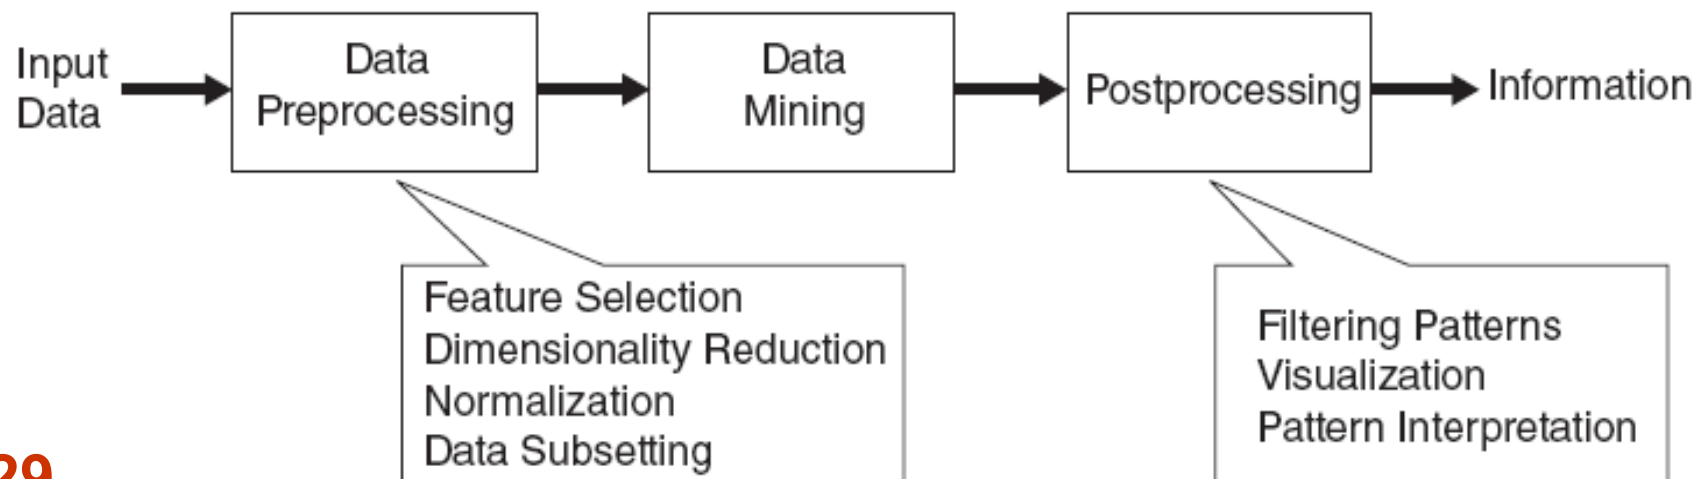 Input
Data
Data
Preprocessing
Data
Mining
Postprocessing
Information
Feature Selection
Dimensionality Reduction
Normalization
Data Subsetting
Filtering Patterns
Visualization
Pattern Interpretation
29